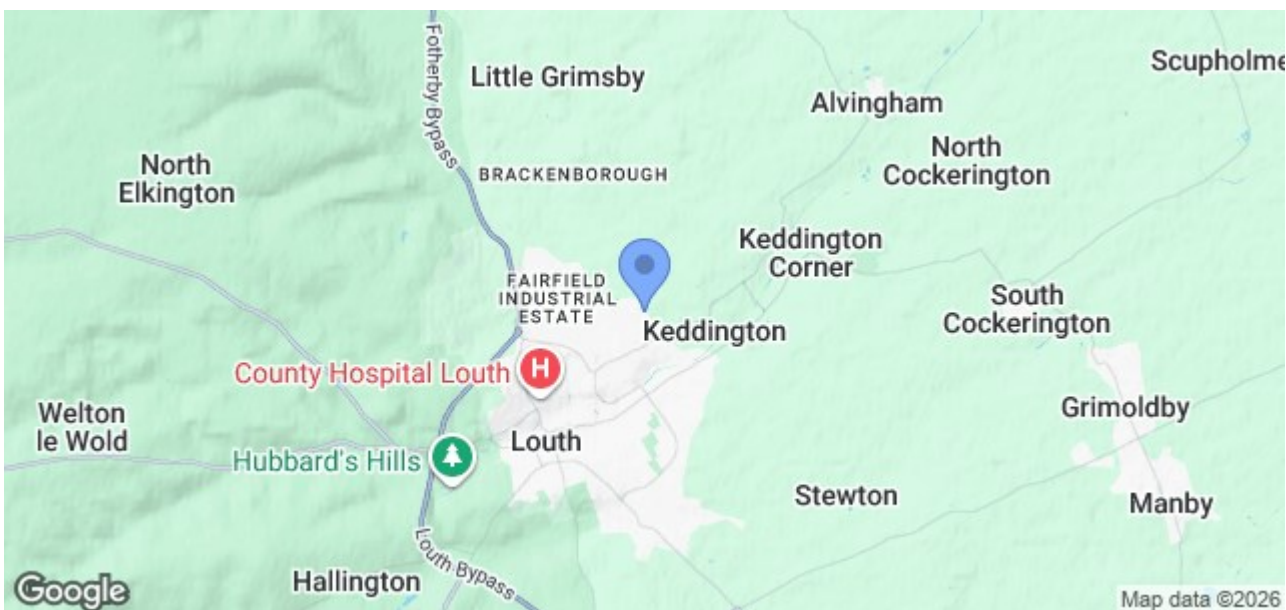 Fotherby Bypass
Little Grimsby
Scupholme
Alvingham
North
Elkington
BRACKENBOROUGH
North
Cockerington
Keddington
Corner
FAIRFIELD
INDUSTRIAL
ESTATE
Keddington
South
Cockerington
County Hospital Louth
H
Welton
le Wold
Grimoldby
Louth
Hubbard's Hills
Stewton
Manby
Louth Bypass
Hallington
Google
Map data ©2026